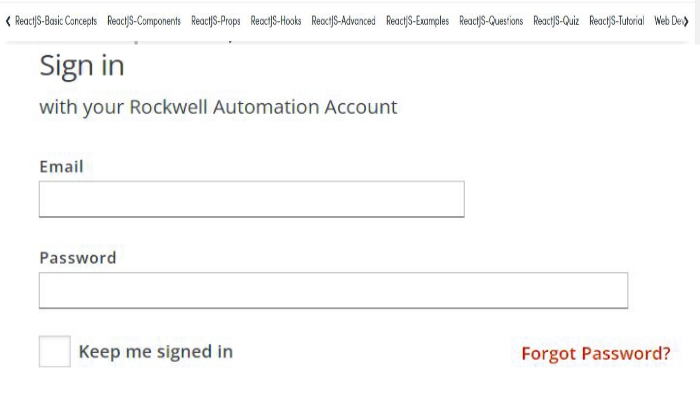 ReactJS-Basic Concepts ReactJS-Components ReactJS-Props ReactJS-Hooks ReactJS-Advanced ReactJS-Examples ReactJS-Questions ReactJS-Quiz ReactJS-Tutorial Web
Sign in
with your Rockwell Automation Account
Email
Password
Keep me signed in Forgot Password?